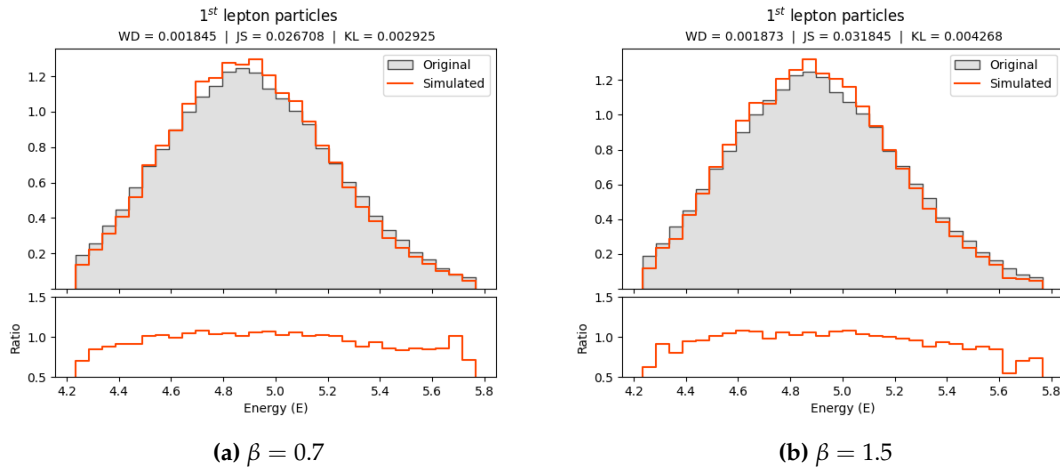 1st lepton particles
WD = 0.001845 | JS = 0.026708 | KL = 0.002925
Original
Simulated
1.2
1.0
0.8
0.6
0.4
0.2
1.5
1.0
0.5
Ratio
4.2 4.4 4.6 4.8 5.0 5.2 5.4 5.6 5.8
Energy (E)
(a) β = 0.7
1st lepton particles
WD = 0.001873 | JS = 0.031845 | KL = 0.004268
Original
Simulated
1.2
1.0
0.8
0.6
0.4
0.2
1.5
1.0
0.5
Ratio
4.2 4.4 4.6 4.8 5.0 5.2 5.4 5.6 5.8
Energy (E)
(b) β = 1.5